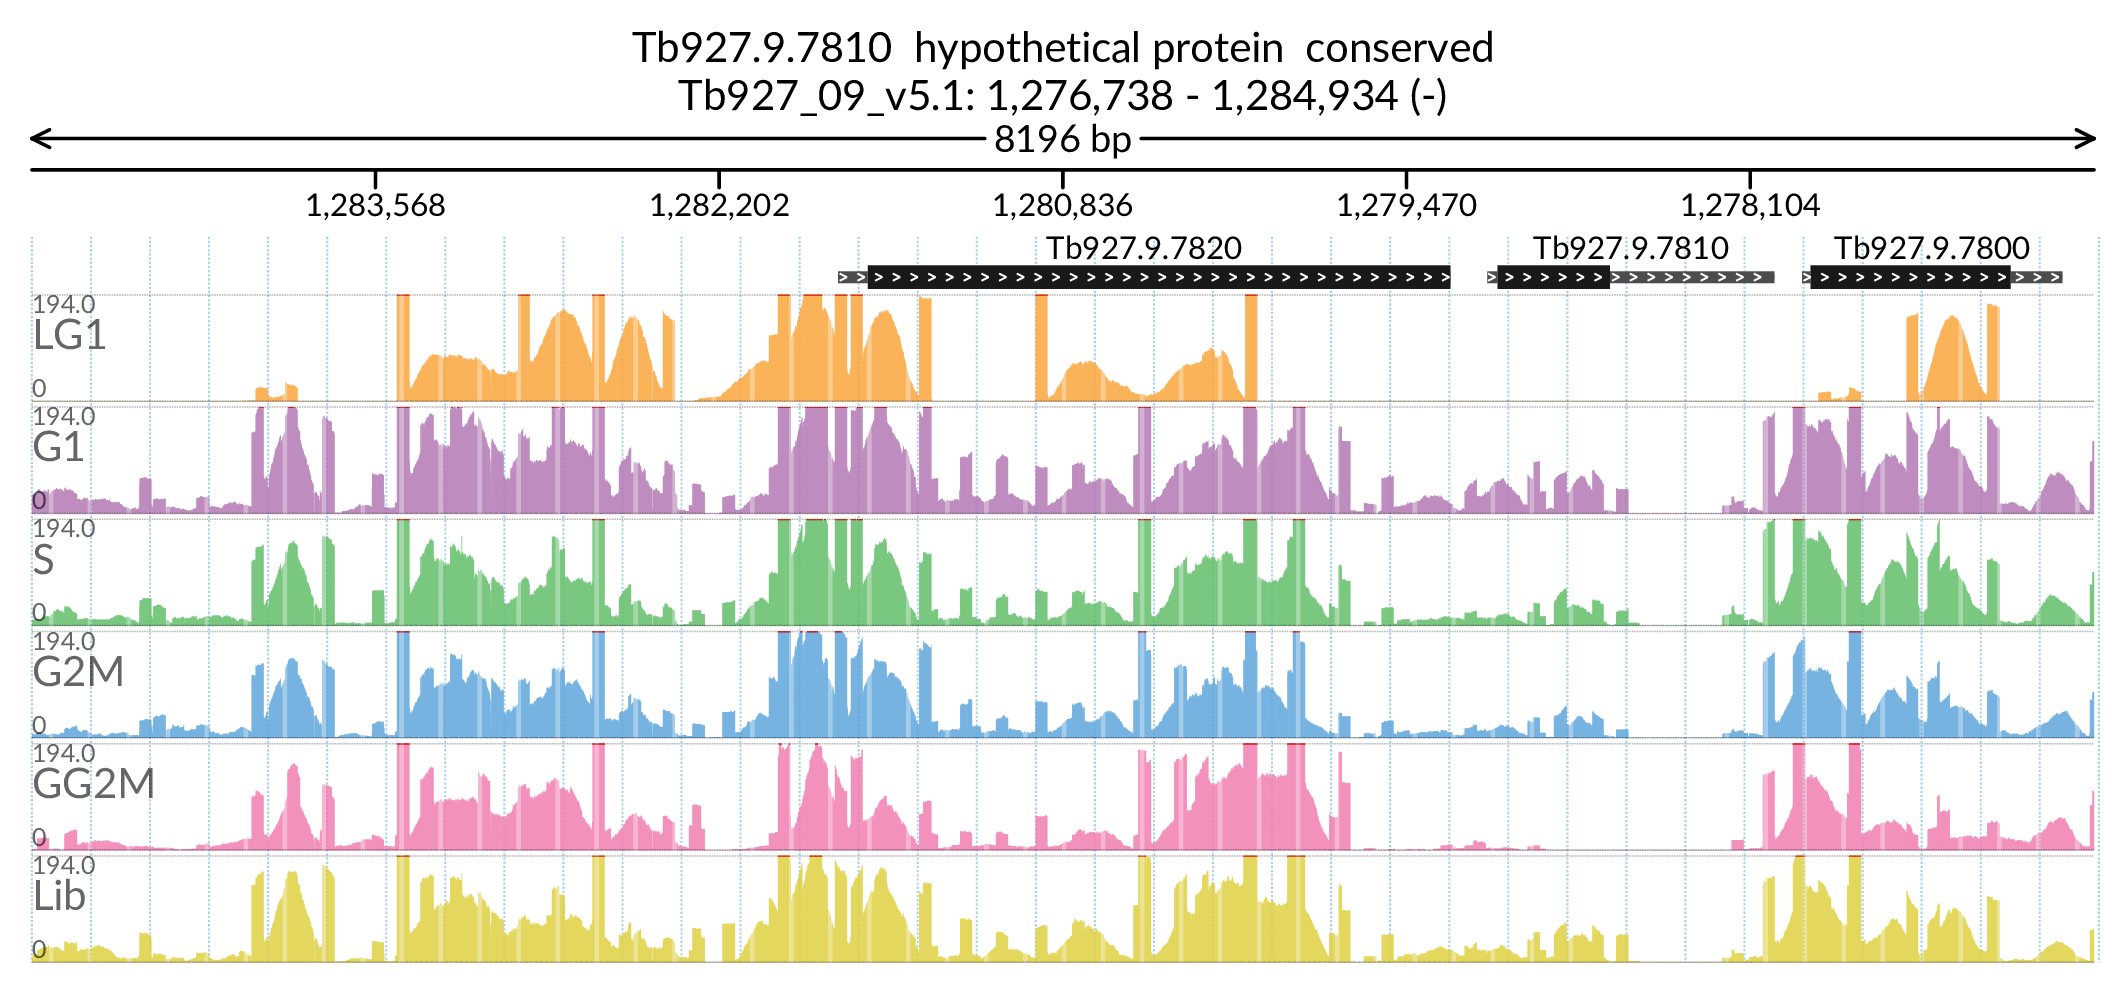 Tb927.9.7810  hypothetical protein  conserved
Tb927_09_v5.1: 1,276,738 - 1,284,934 (-)
8196 bp
1,283,568 1,282,202 1,280,836 1,279,470 1,278,104
Tb927.9.7820 Tb927.9.7810 Tb927.9.7800
194.0
LG1
0
194.0
G1
0
194.0
S
0
194.0
G2M
0
194.0
GG2M
0
194.0
Lib
0